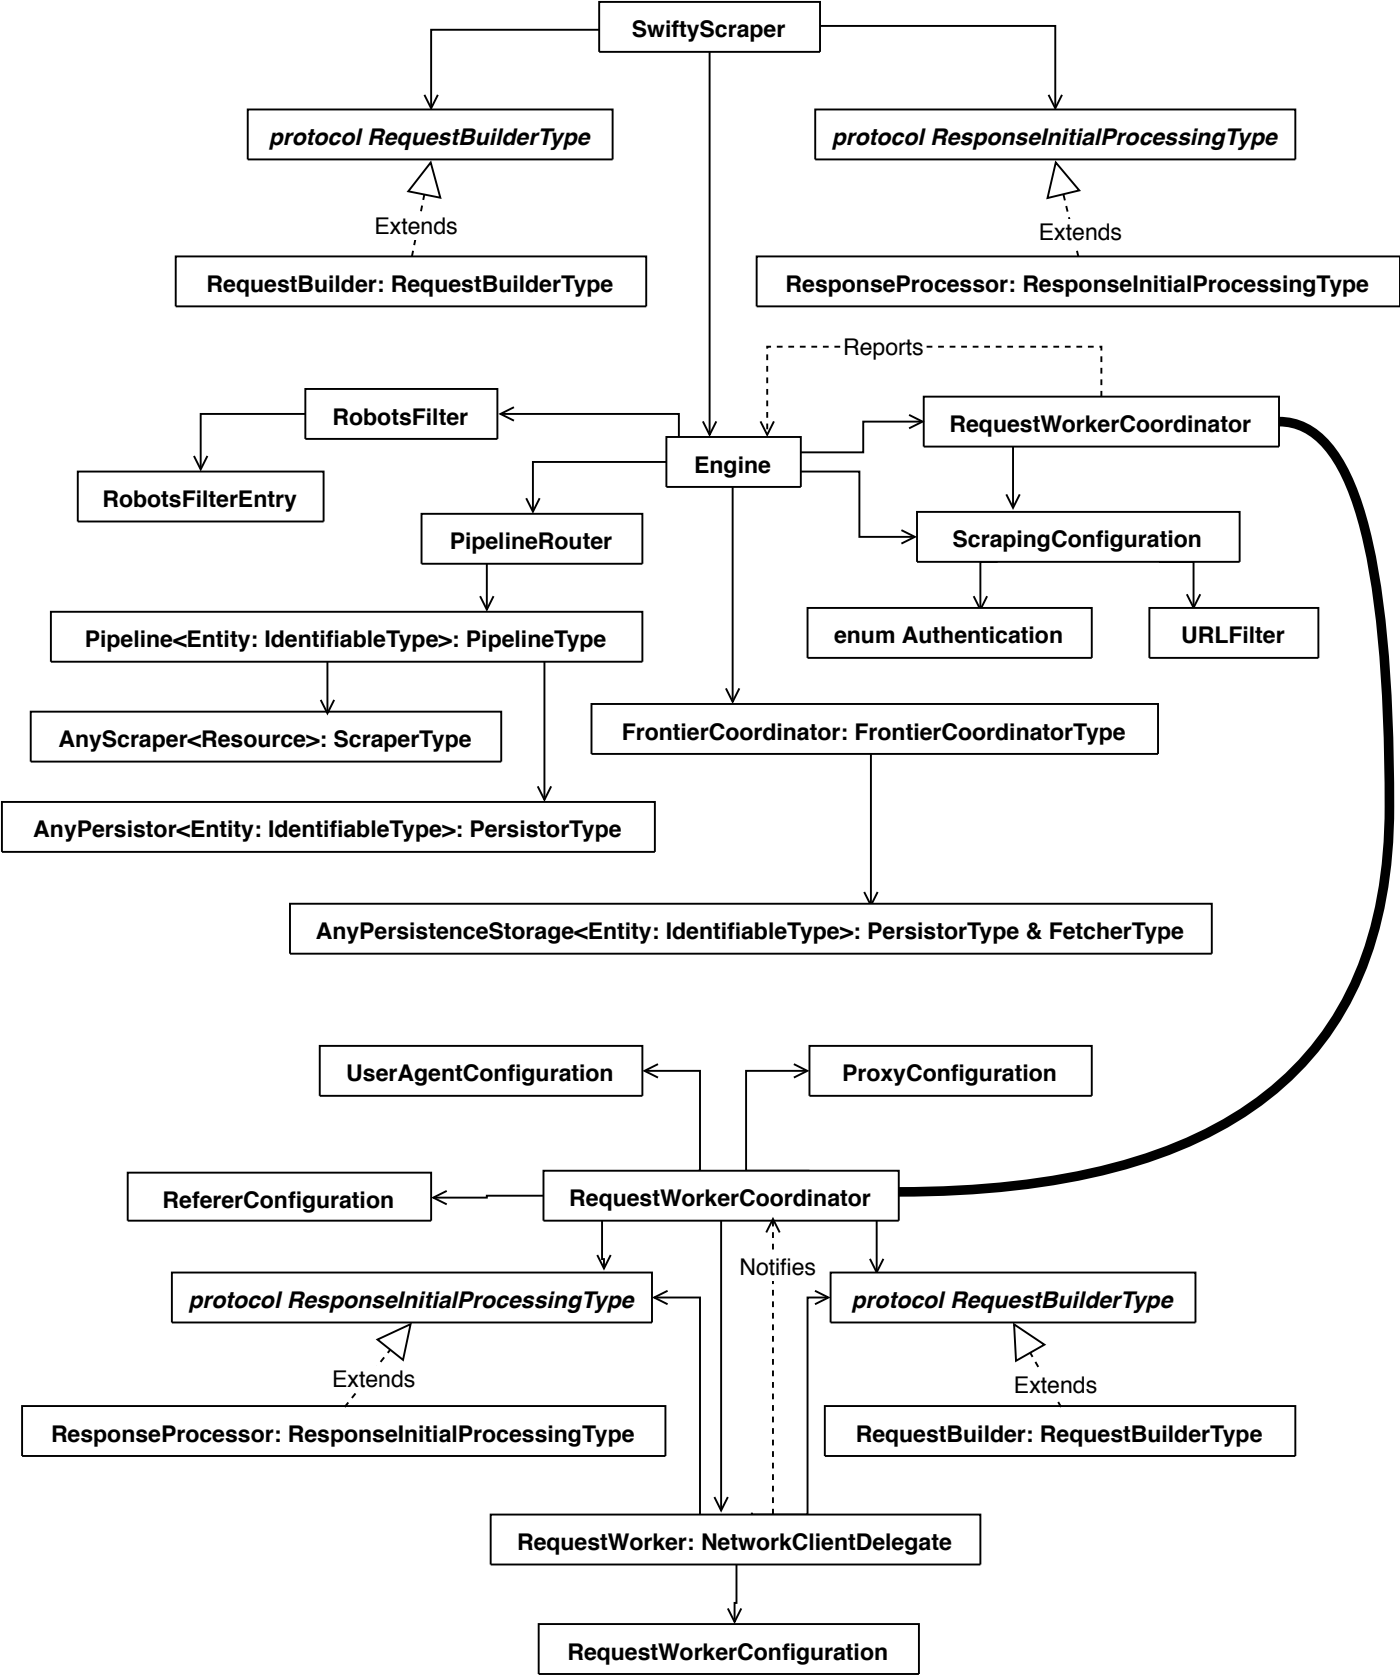 SwiftyScraper
protocol RequestBuilderType
protocol ResponseInitialProcessingType
Extends
Extends
RequestBuilder: RequestBuilderType
ResponseProcessor: ResponseInitialProcessingType
Reports
RobotsFilter
RequestWorkerCoordinator
Engine
RobotsFilterEntry
PipelineRouter
ScrapingConfiguration
Pipeline<Entity: IdentifiableType>: PipelineType
enum Authentication
URLFilter
AnyScraper<Resource>: ScraperType
FrontierCoordinator: FrontierCoordinatorType
AnyPersistor<Entity: IdentifiableType>: PersistorType
AnyPersistenceStorage<Entity: IdentifiableType>: PersistorType & FetcherType
UserAgentConfiguration
ProxyConfiguration
RefererConfiguration
RequestWorkerCoordinator
Notifies
protocol ResponseInitialProcessingType
protocol RequestBuilderType
Extends
Extends
ResponseProcessor: ResponseInitialProcessingType
RequestBuilder: RequestBuilderType
RequestWorker: NetworkClientDelegate
RequestWorkerConfiguration